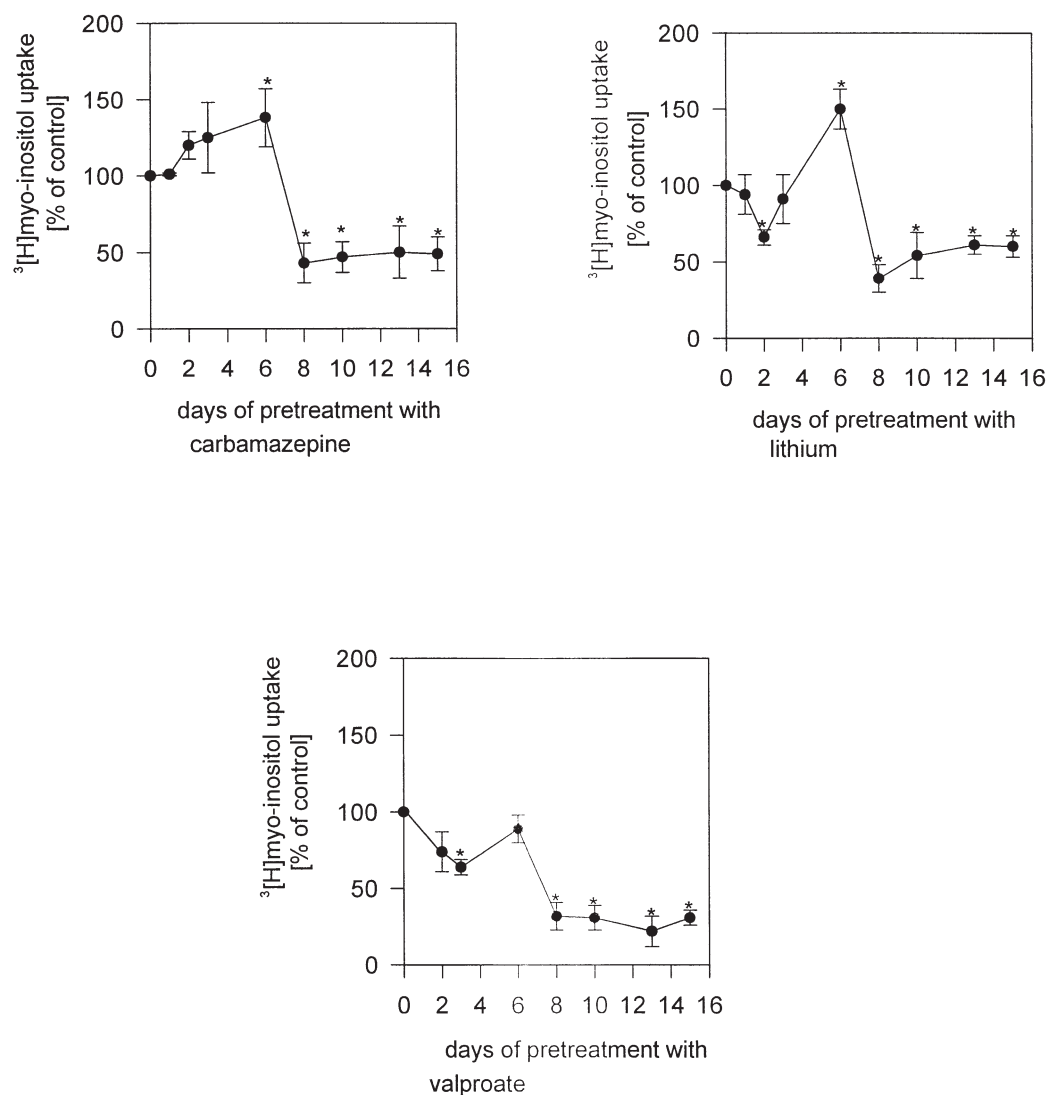 ³[H]myo-inositol uptake
[% of control]
200
150
100
50
0
* * * * *
0 2 4 6 8 10 12 14 16
days of pretreatment with
carbamazepine
³[H]myo-inositol uptake
[% of control]
200
150
100
50
0
* * * * * *
0 2 4 6 8 10 12 14 16
days of pretreatment with
lithium
³[H]myo-inositol uptake
[% of control]
200
150
100
50
0
* * * * *
0 2 4 6 8 10 12 14 16
days of pretreatment with
valproate